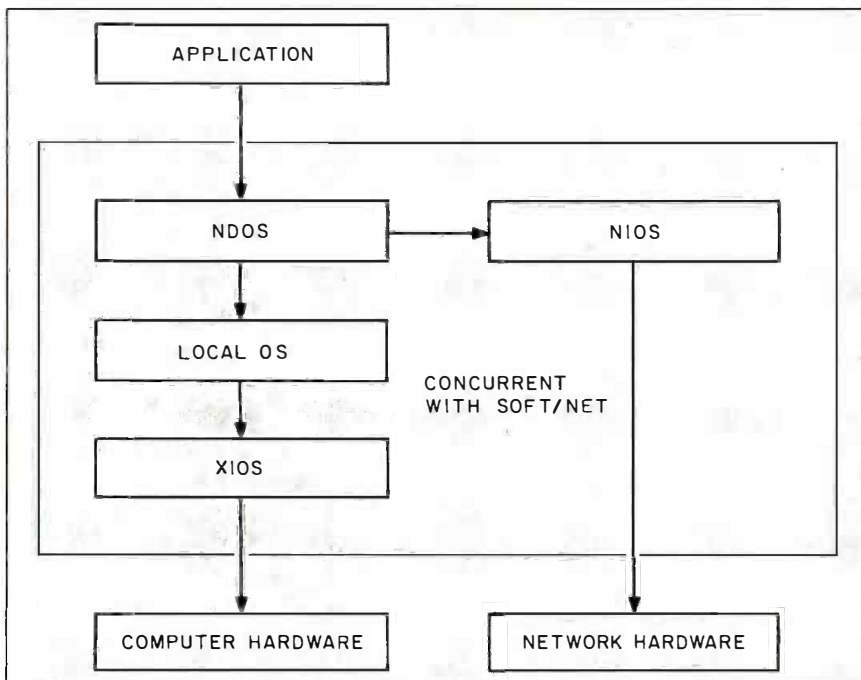 APPLICATION
NDOS
NIOS
LOCAL OS
CONCURRENT
WITH SOFT/NET
XIOS
COMPUTER HARDWARE
NETWORK HARDWARE